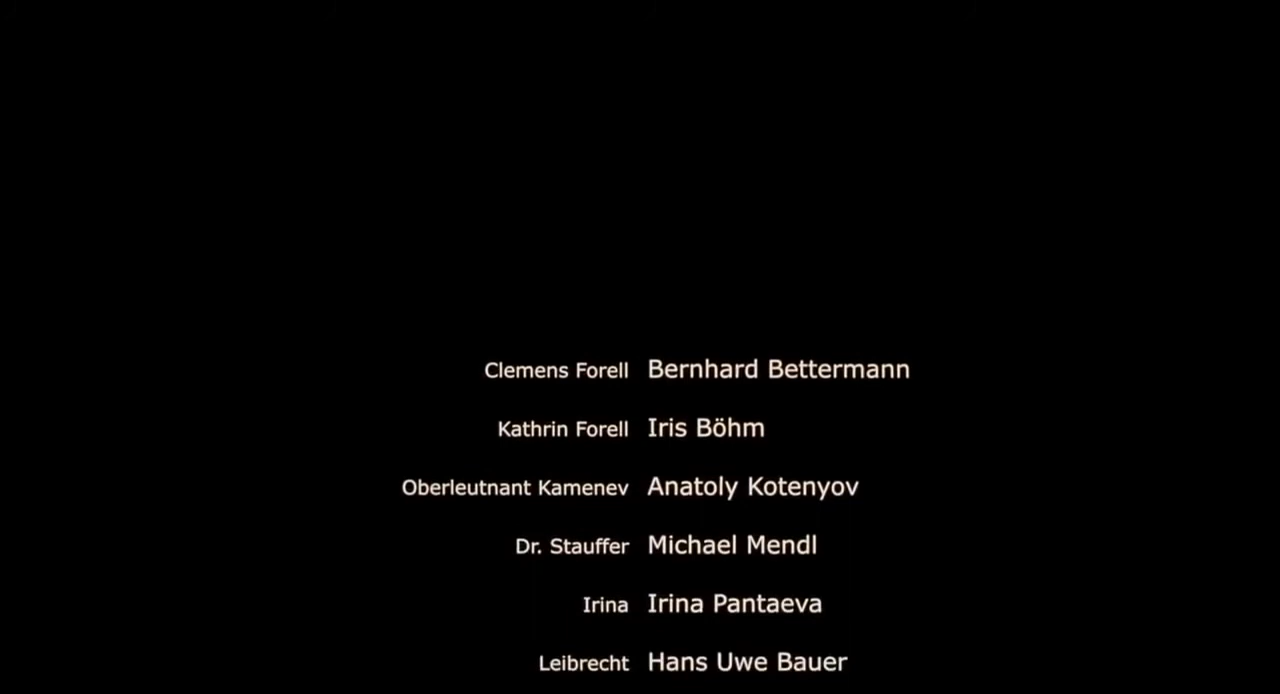 Clemens Forell Bernhard Bettermann
Kathrin Forell Iris Böhm
Oberleutnant Kamenev Anatoly Kotenyov
Dr. Stauffer Michael Mendl
Irina Irina Pantaeva
Leibrecht Hans Uwe Bauer